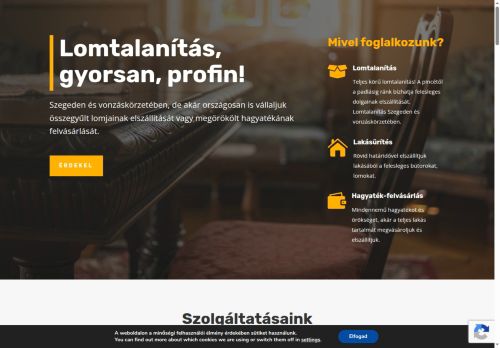 Lomtalanítás,
gyorsan, profin!
Szegeden és vonzáskörzetében, de akár országosan is vállaljuk
összegyűlt lomjainak elszállítását vagy megörökölt hagyatékának
felvásárlását.
ÉRDEKEL
Mivel foglalkozunk?
Lomtalanítás
Teljes körű lomtalanítás! A pincétől
a padlásig ránk bízhatja felesleges
dolgainak elszállítását.
Lomtalanítás Szegeden és
vonzáskörzetében.
Lakásürítés
Rövid határidővel elszállítjuk
lakásából a felesleges bútorokat,
lomokat.
Hagyaték-felvásárlás
Mindennemű hagyatékot és
örökséget, akár a teljes lakás
tartalmát megvásároljuk és
elszállítjuk.
Szolgáltatásaink
A weboldalon a minőségi felhasználói élmény érdekében sütiket használunk.
You can find out more about which cookies we are using or switch them off in settings.
Elfogad